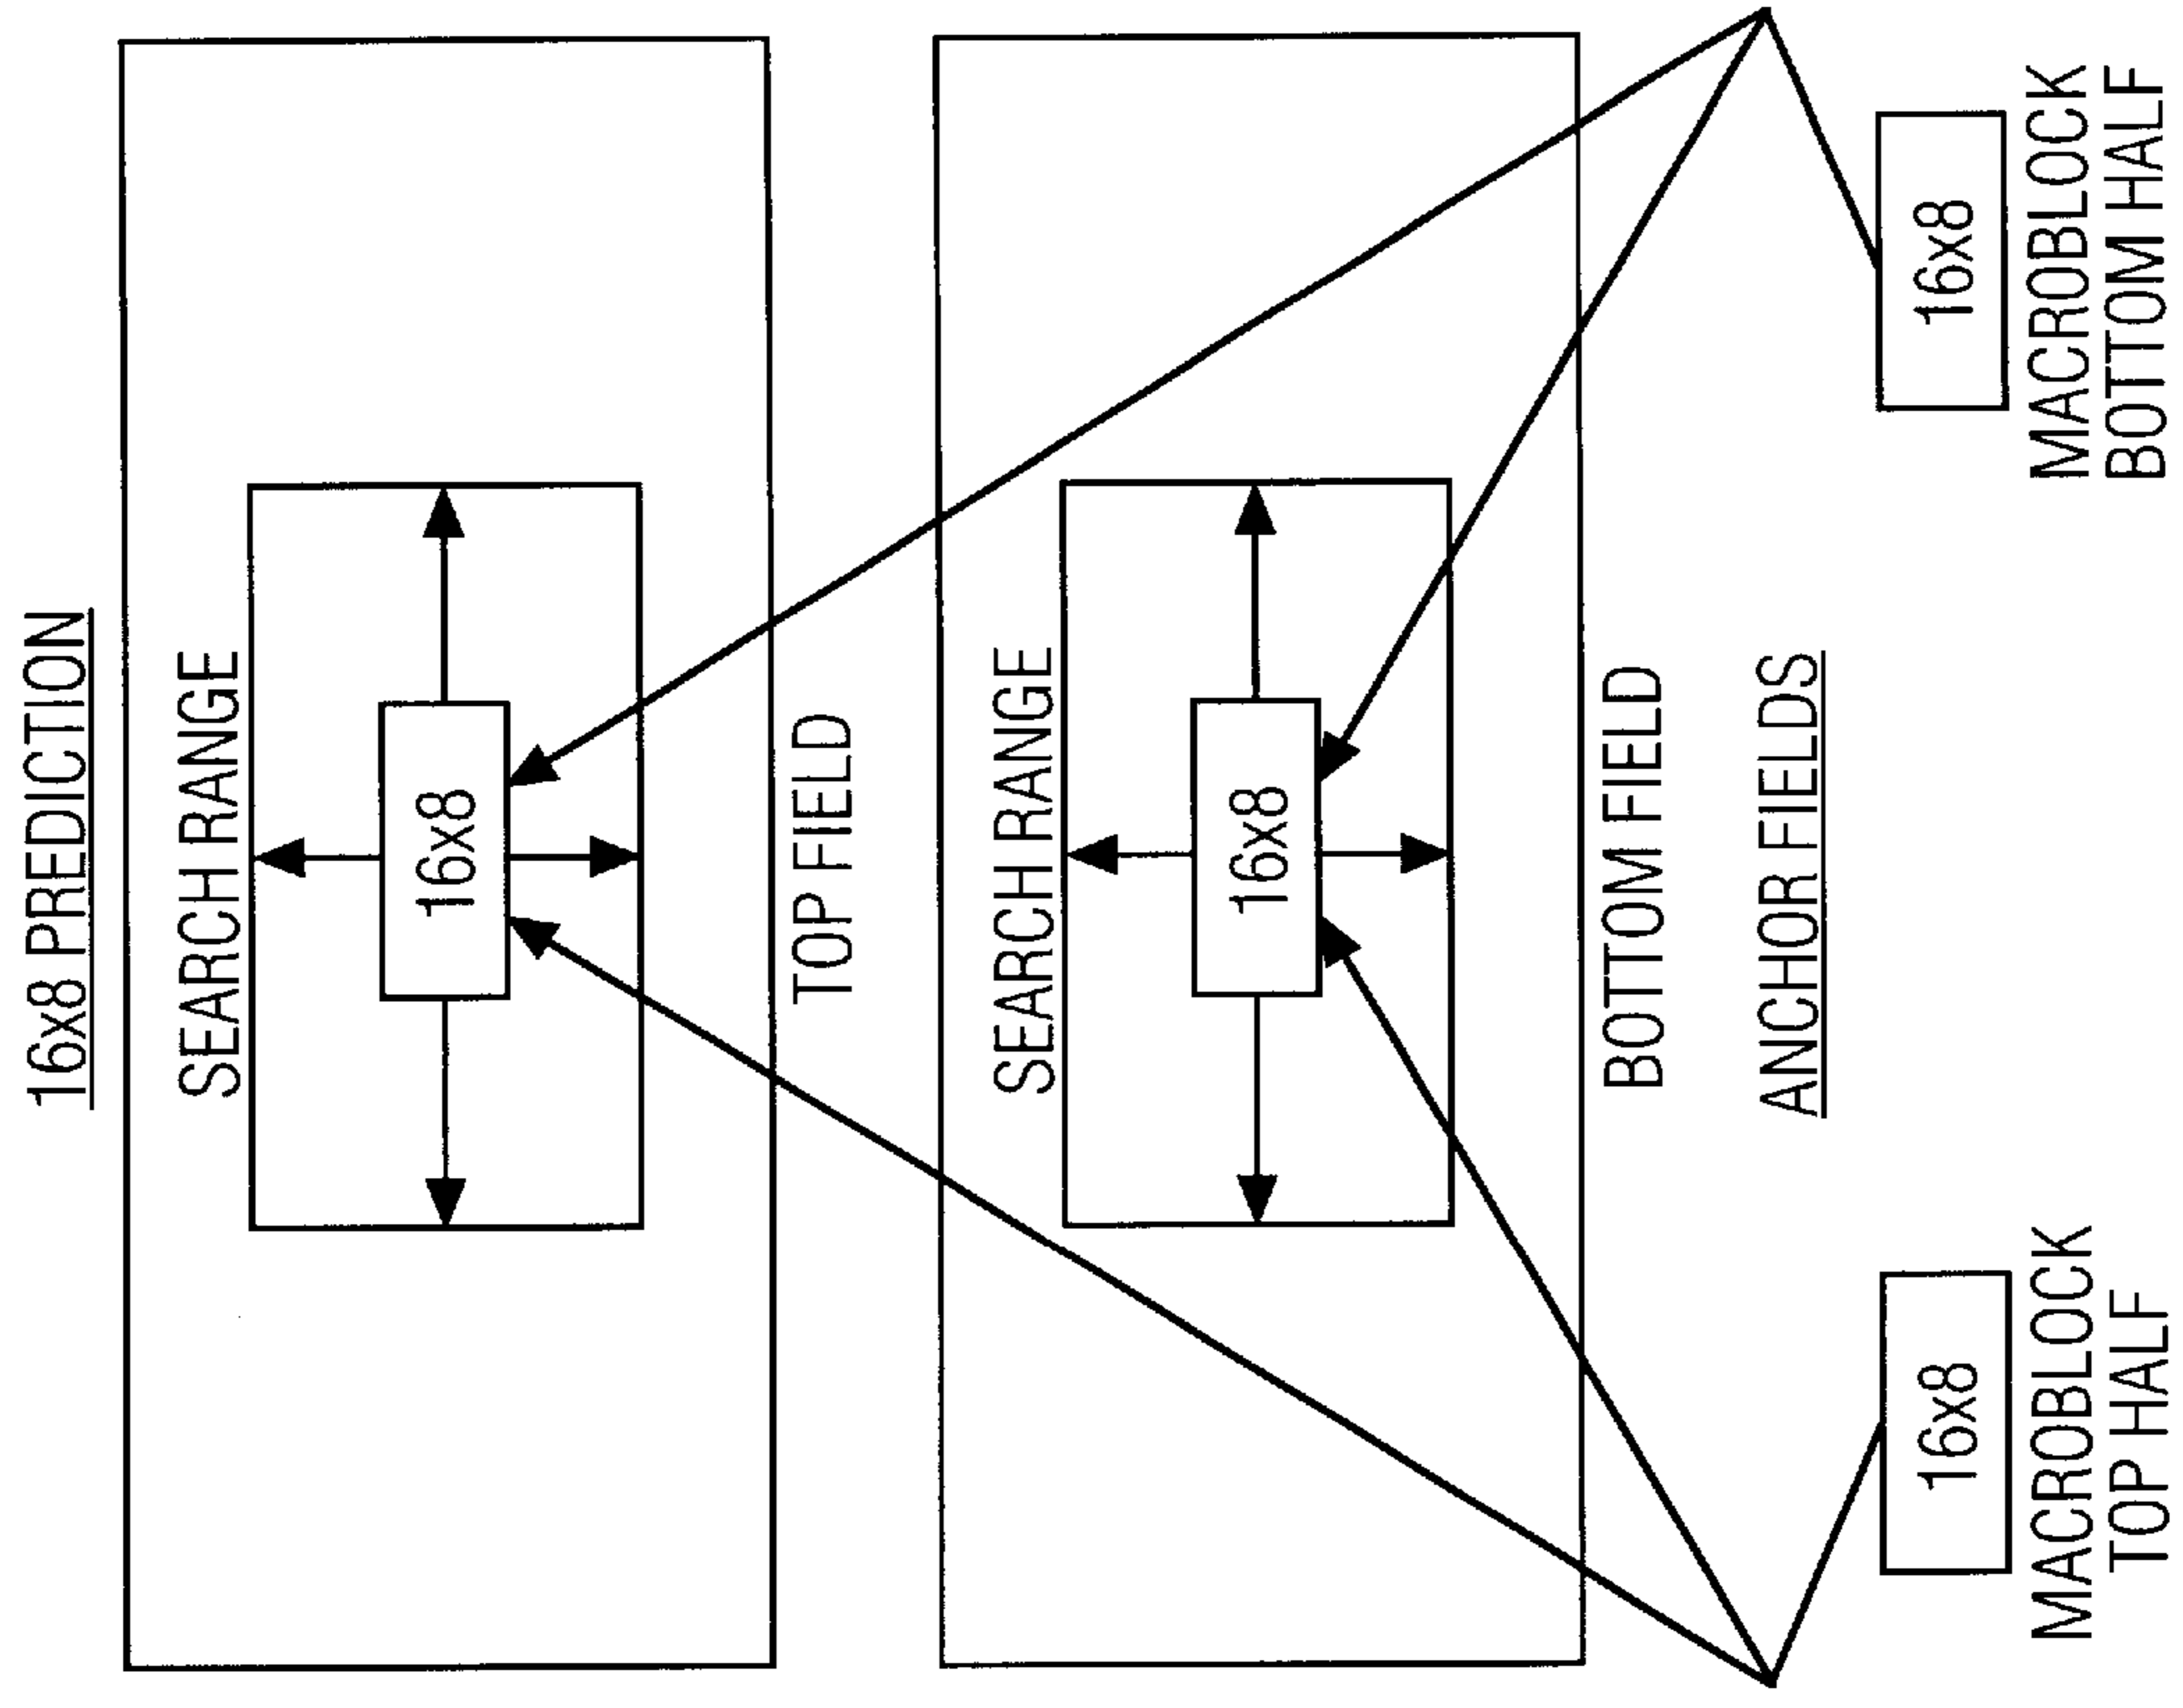 16x8 PREDICTION
SEARCH RANGE
16x8
TOP FIELD
SEARCH RANGE
16x8
BOTTOM FIELD
ANCHOR FIELDS
16x8
MACROBLOCK
TOP HALF
16x8
MACROBLOCK
BOTTOM HALF